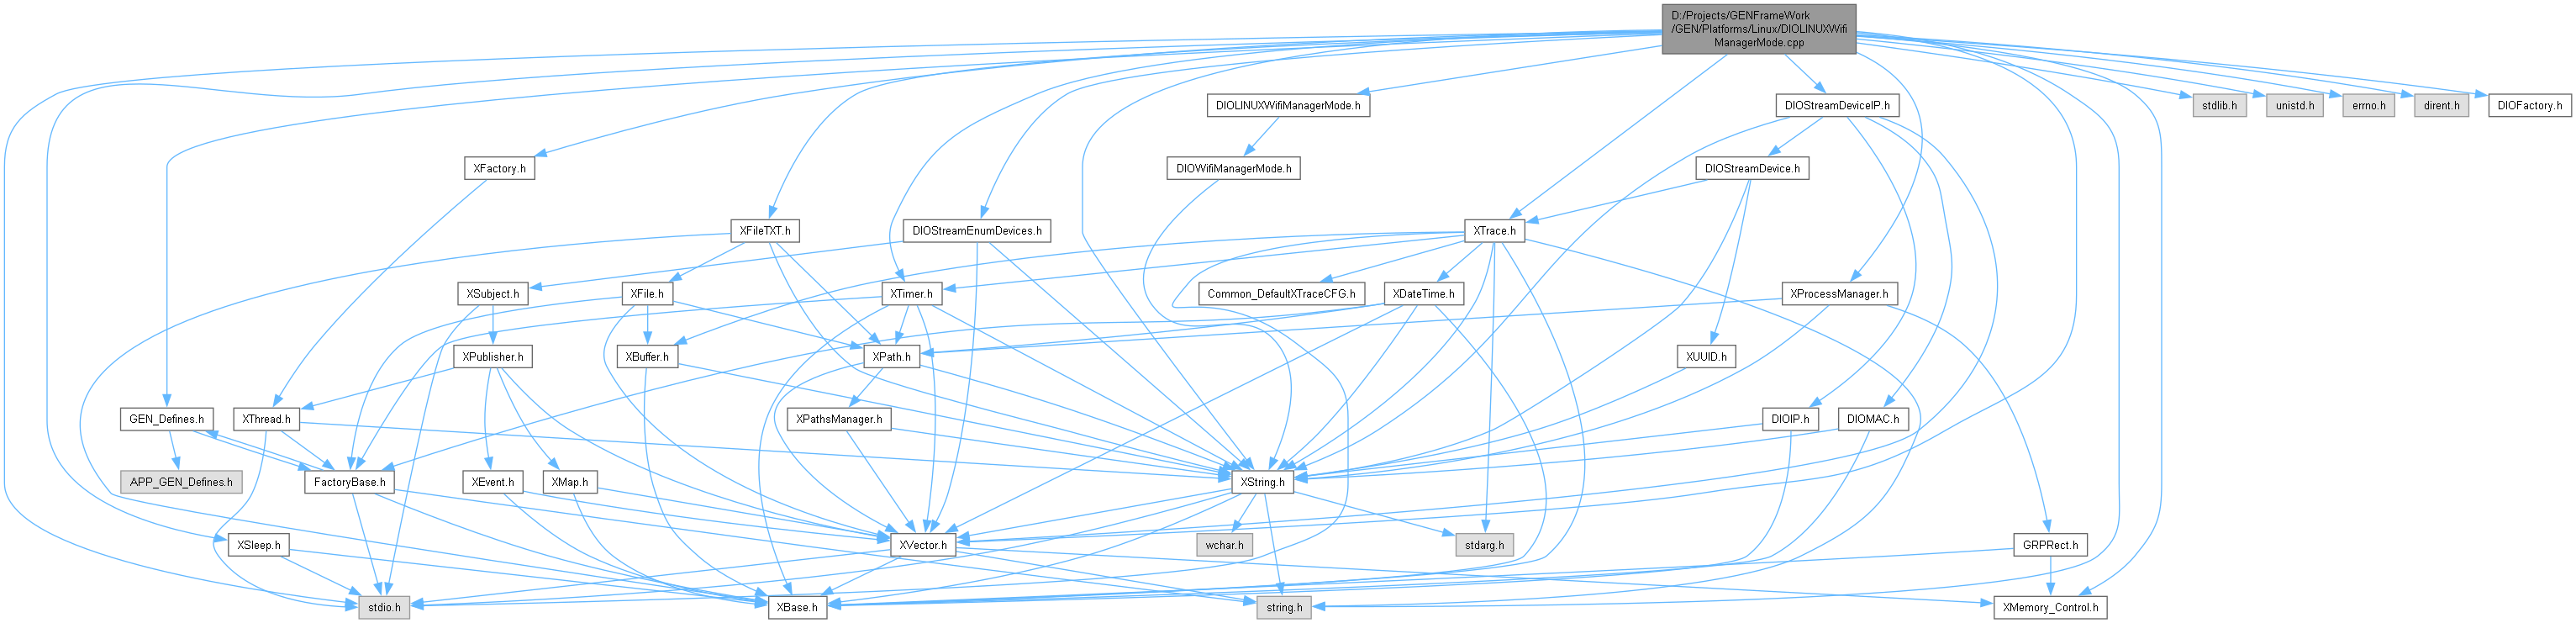 D:/Projects/GENFrameWork
/GEN/Platforms/Linux/DIOLINUXWifi
ManagerMode.cpp
DIOLINUXWifiManagerMode.h
DIOStreamDeviceIP.h
stdlib.h
unistd.h
errno.h
dirent.h
DIOFactory.h
XFactory.h
DIOWifiManagerMode.h
DIOStreamDevice.h
XFileTXT.h
DIOStreamEnumDevices.h
XTrace.h
XSubject.h
XFile.h
XTimer.h
Common_DefaultXTraceCFG.h
XDateTime.h
XProcessManager.h
XPublisher.h
XBuffer.h
XPath.h
XUUID.h
GEN_Defines.h
XThread.h
XPathsManager.h
DIOIP.h
DIOMAC.h
APP_GEN_Defines.h
FactoryBase.h
XEvent.h
XMap.h
XString.h
XSleep.h
XVector.h
wchar.h
stdarg.h
GRPRect.h
stdio.h
XBase.h
string.h
XMemory_Control.h